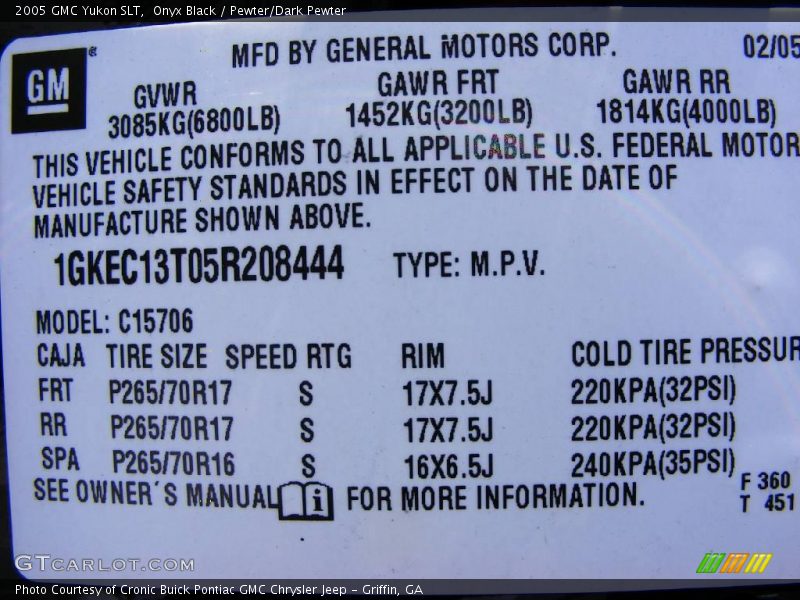 2005 GMC Yukon SLT, Onyx Black / Pewter/Dark Pewter
MFD BY GENERAL MOTORS CORP. 02/05
GM ®
GVWR GAWR FRT GAWR RR
3085KG(6800LB) 1452KG(3200LB) 1814KG(4000LB)
THIS VEHICLE CONFORMS TO ALL APPLICABLE U.S. FEDERAL MOTOR
VEHICLE SAFETY STANDARDS IN EFFECT ON THE DATE OF
MANUFACTURE SHOWN ABOVE.
1GKEC13T05R208444 TYPE: M.P.V.
MODEL: C15706
CAJA TIRE SIZE SPEED RTG RIM COLD TIRE PRESSUR
FRT P265/70R17 S 17X7.5J 220KPA(32PSI)
RR P265/70R17 S 17X7.5J 220KPA(32PSI)
SPA P265/70R16 S 16X6.5J 240KPA(35PSI)
SEE OWNER´S MANUAL i FOR MORE INFORMATION.
F 360
T 451
GTCARLOT.COM
Photo Courtesy of Cronic Buick Pontiac GMC Chrysler Jeep - Griffin, GA